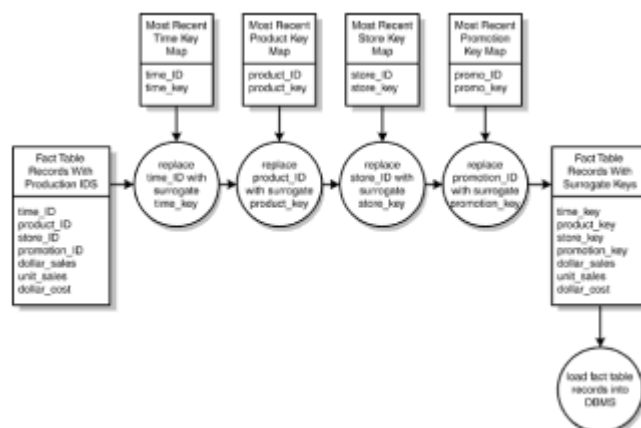 Most Recent
Time Key
Map
time_ID
time_key
Most Recent
Product Key
Map
product_ID
product_key
Most Recent
Store Key
Map
store_ID
store_key
Most Recent
Promotion
Key Map
promo_ID
promo_key
Fact Table
Records With
Production IDS
time_ID
product_ID
store_ID
promotion_ID
dollar_sales
unit_sales
dollar_cost
replace
time_ID with
surrogate
time_key
replace
product_ID
with surrogate
product_key
replace
store_ID with
surrogate
store_key
replace
promotion_ID
with surrogate
promotion_key
Fact Table
Records With
Surrogate Keys
time_key
product_key
store_key
promotion_key
dollar_sales
unit_sales
dollar_cost
load fact table
records into
DBMS